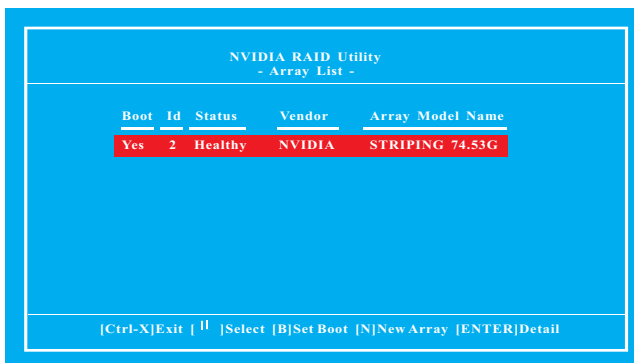 NVIDIA RAID Utility
- Array List -
Boot Id Status Vendor Array Model Name
Yes 2 Healthy NVIDIA STRIPING 74.53G
[Ctrl-X]Exit [ ]Select [B]Set Boot [N]New Array [ENTER]Detail